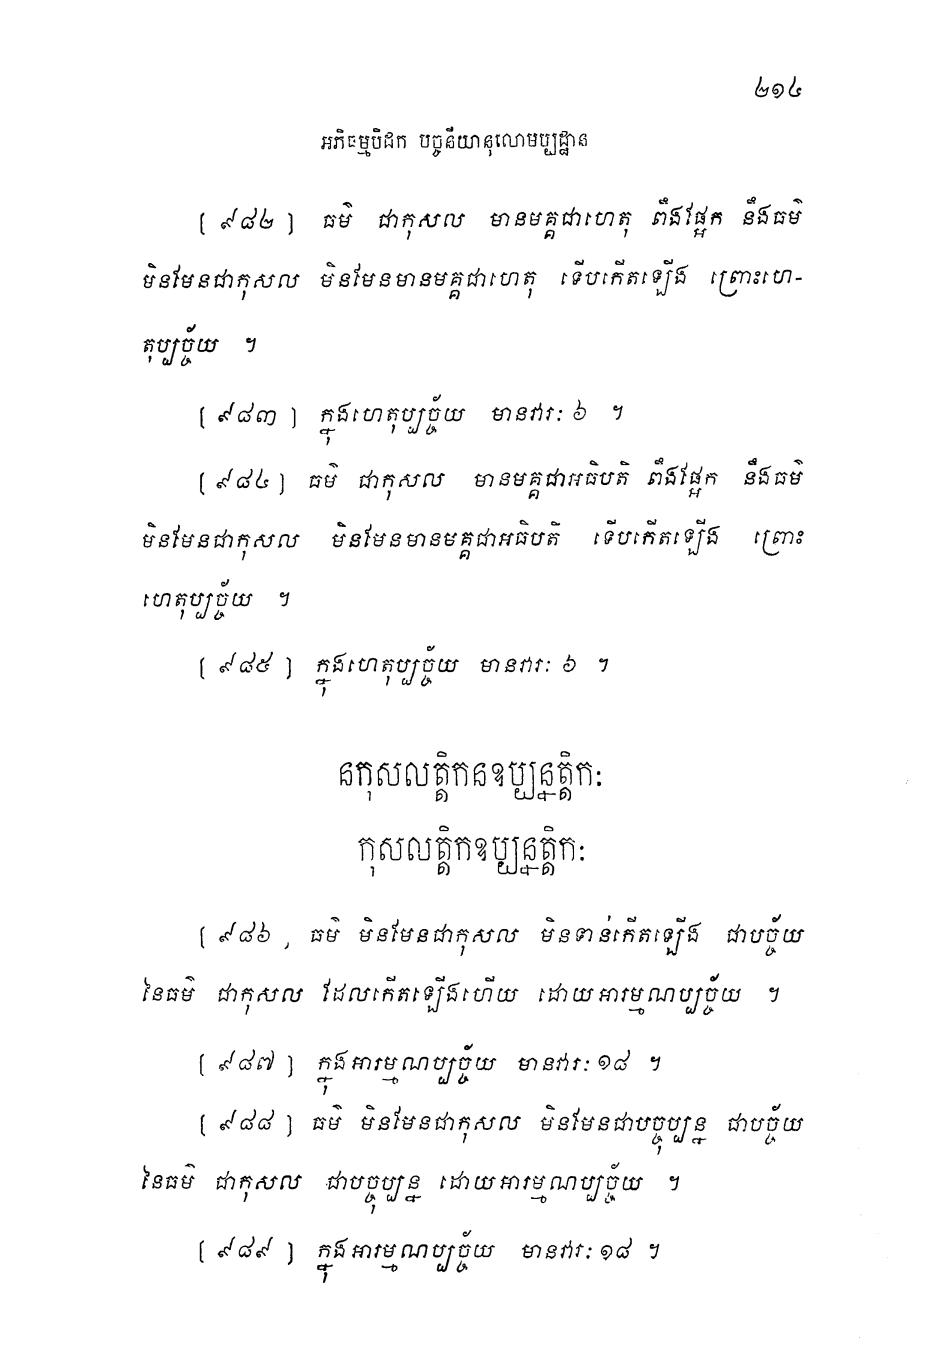 ២១៤
អភិធម្មបិដក បច្ចនីយានុលោមប្បដ្ឋាន
[ ៩៨២ ] ធម៌ ជាកុសល មានមគ្គជាហេតុ ពឹងផ្អែក នឹងធម៌
មិនមែនជាកុសល មិនមែនមានមគ្គជាហេតុ ទើបកើតឡើង ព្រោះហេ-
តុប្បច្ច័យ ។
[ ៩៨៣ ] ក្នុងហេតុប្បច្ច័យ មានវារៈ ៦ ។
[ ៩៨៤ ] ធម៌ ជាកុសល មានមគ្គជាអធិបតិ ពឹងផ្អែក នឹងធម៌
មិនមែនជាកុសល មិនមែនមានមគ្គជាអធិបតិ ទើបកើតឡើង ព្រោះ
ហេតុប្បច្ច័យ ។
[ ៩៨៥ ] ក្នុងហេតុប្បច្ច័យ មានវារៈ ៦ ។
នកុសលត្តិកនឧប្បន្នត្តិកៈ
កុសលត្តិកឧប្បន្នត្តិកៈ
[ ៩៨៦ ] ធម៌ មិនមែនជាកុសល មិនទាន់កើតឡើង ជាបច្ច័យ
នៃធម៌ ជាកុសល ដែលកើតឡើងហើយ ដោយអារម្មណប្បច្ច័យ ។
[ ៩៨៧ ] ក្នុងអារម្មណប្បច្ច័យ មានវារៈ ១៨ ។
[ ៩៨៨ ] ធម៌ មិនមែនជាកុសល មិនមែនជាបច្ចុប្បន្ន ជាបច្ច័យ
នៃធម៌ ជាកុសល ជាបច្ចុប្បន្ន ដោយអារម្មណប្បច្ច័យ ។
[ ៩៨៩ ] ក្នុងអារម្មណប្បច្ច័យ មានវារៈ ១៨ ។